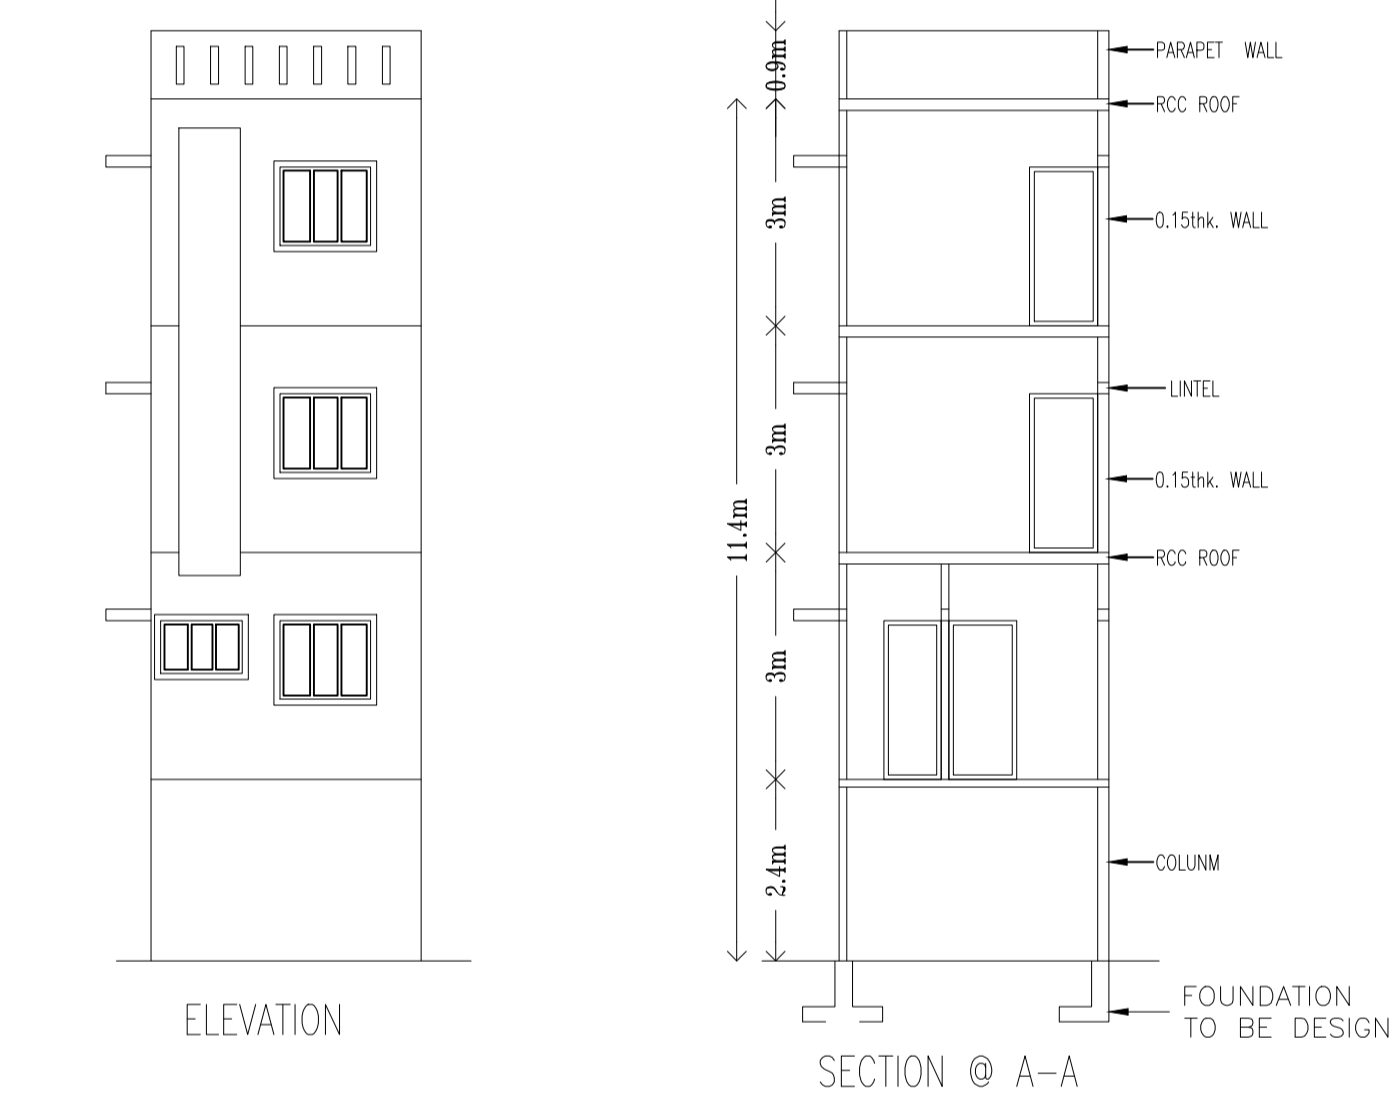 0.9m
PARAPET WALL
RCC ROOF
3m
0.15thk. WALL
LINTEL
3m
0.15thk. WALL
11.4m
RCC ROOF
3m
2.4m
COLUNM
FOUNDATION
TO BE DESIGN
ELEVATION
SECTION @ A-A